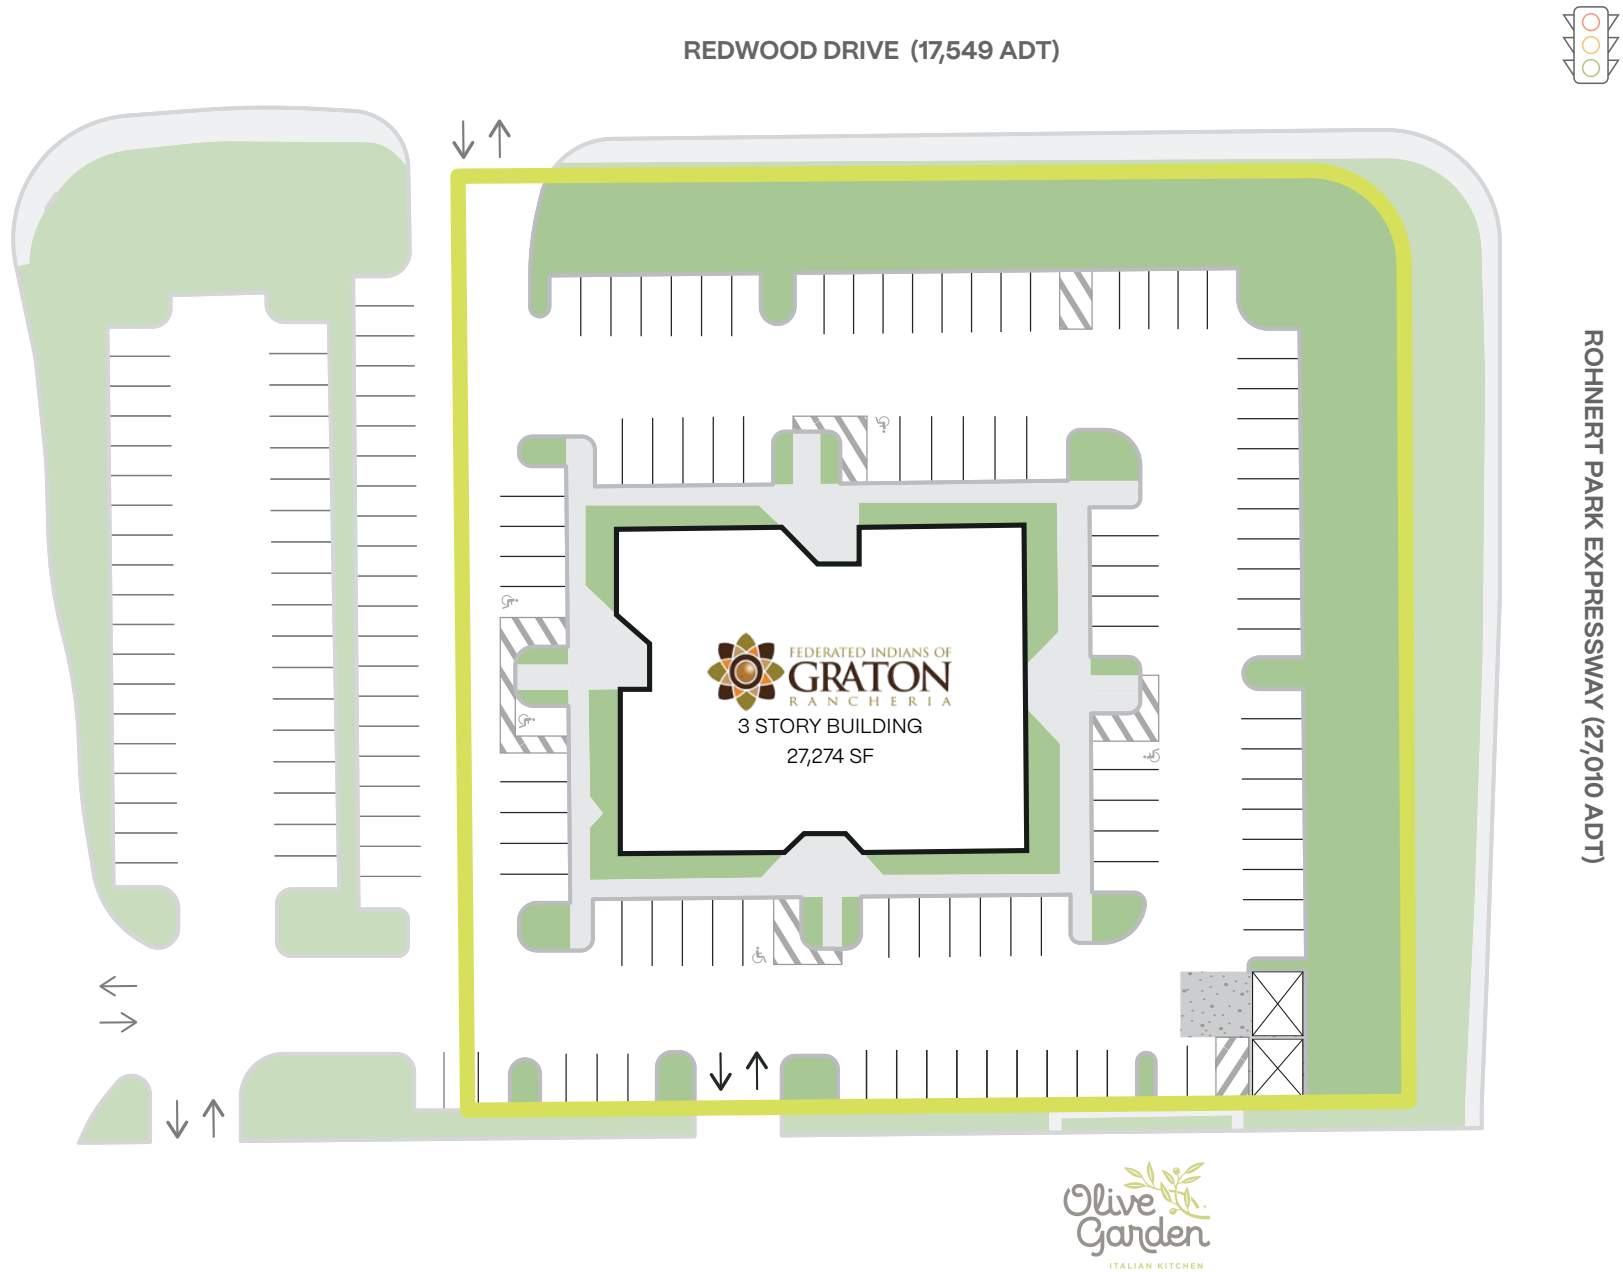 REDWOOD DRIVE (17,549 ADT)
ROHNERT PARK EXPRESSWAY (27,010 ADT)
FEDERATED INDIANS OF
GRATON
RANCHERIA
3 STORY BUILDING
27,274 SF
Olive
Garden
ITALIAN KITCHEN